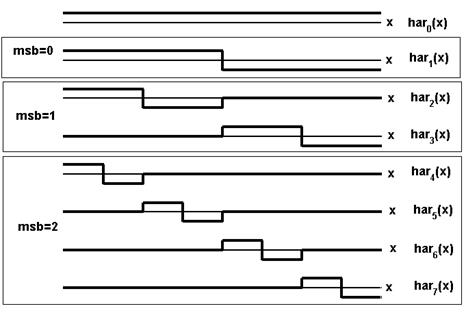 x har₀(x)
msb=0
x har₁(x)
x har₂(x)
msb=1
x har₃(x)
x har₄(x)
x har₅(x)
msb=2
x har₆(x)
x har₇(x)